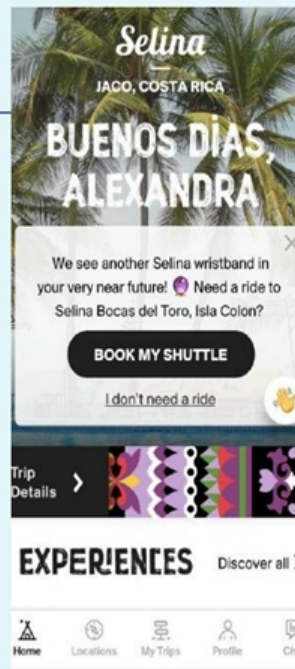 Selina
JACO, COSTA RICA
BUENOS DÍAS,
ALEXANDRA
We see another Selina wristband in
your very near future! 🔮 Need a ride to
Selina Bocas del Toro, Isla Colon?
BOOK MY SHUTTLE
I don't need a ride
Trip
Details
EXPERIENCES
Discover all
Home
Locations
My Trips
Profile